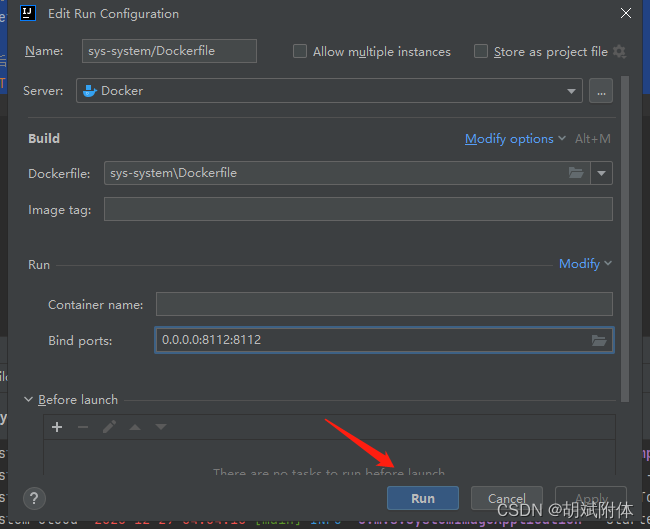 Edit Run Configuration
Name: sys-system/Dockerfile Allow multiple instances Store as project file
Server: Docker ...
Build Modify options Alt+M
Dockerfile: sys-system\Dockerfile
Image tag:
Run Modify
Container name:
Bind ports: 0.0.0.0:8112:8112
Before launch
There are no tasks to run before launch
? Run Cancel Apply
CSDN @胡斌附体